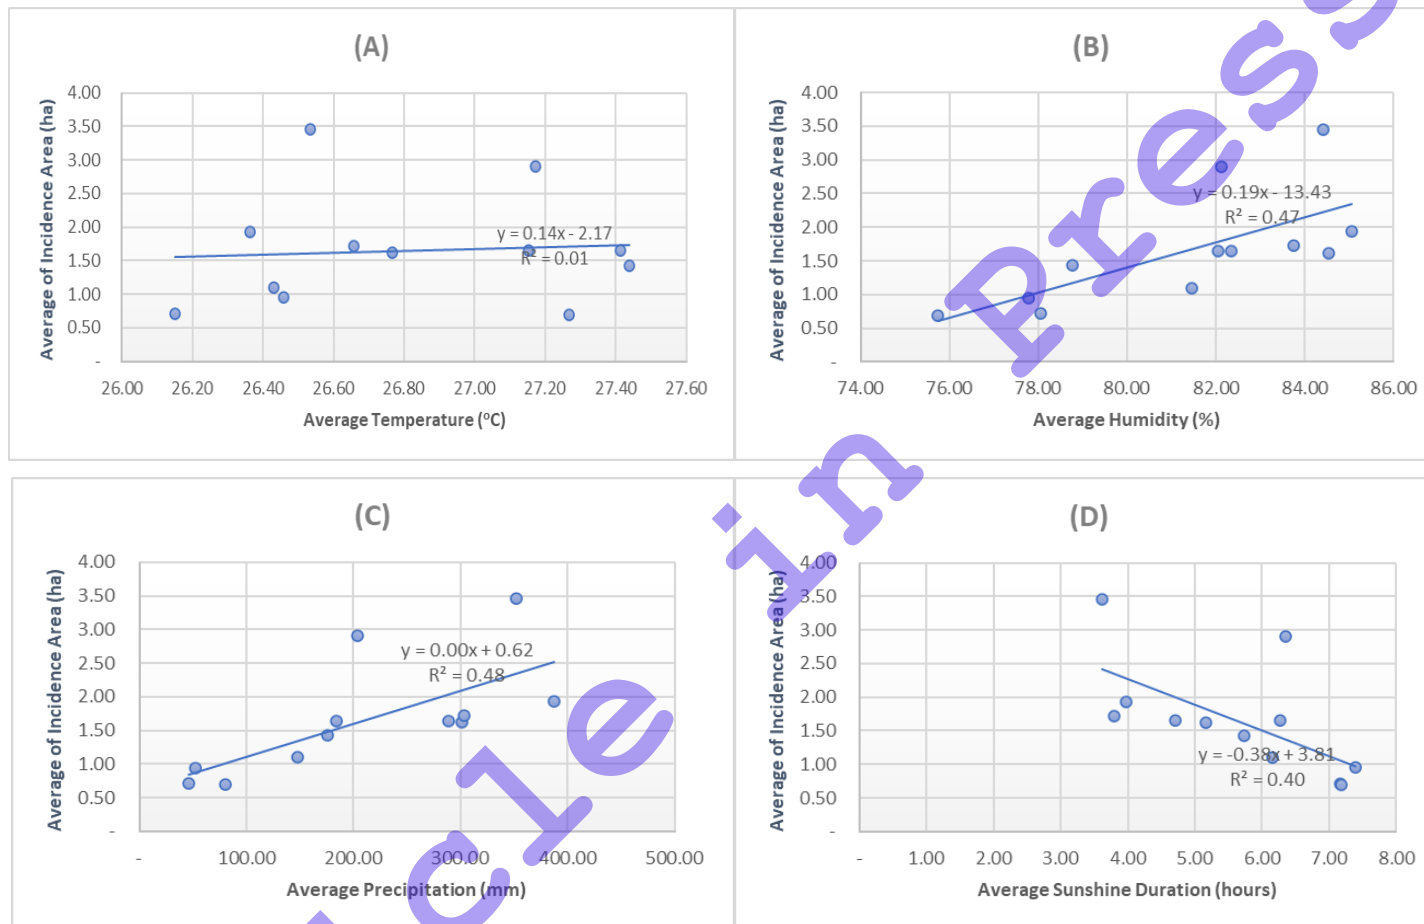 (A)
Average of Incidence Area (ha)
4.00
3.50
3.00
2.50
2.00
1.50
1.00
0.50
-
y = 0.14x - 2.17
R² = 0.01
26.00 26.20 26.40 26.60 26.80 27.00 27.20 27.40 27.60
Average Temperature (°C)
(B)
Average of Incidence Area (ha)
4.00
3.50
3.00
2.50
2.00
1.50
1.00
0.50
-
y = 0.19x - 13.43
R² = 0.47
74.00 76.00 78.00 80.00 82.00 84.00 86.00
Average Humidity (%)
(C)
Average of Incidence Area (ha)
4.00
3.50
3.00
2.50
2.00
1.50
1.00
0.50
-
y = 0.00x + 0.62
R² = 0.48
- 100.00 200.00 300.00 400.00 500.00
Average Precipitation (mm)
(D)
Average of Incidence Area (ha)
4.00
3.50
3.00
2.50
2.00
1.50
1.00
0.50
-
y = -0.38x + 3.81
R² = 0.40
- 1.00 2.00 3.00 4.00 5.00 6.00 7.00 8.00
Average Sunshine Duration (hours)
cle in Press